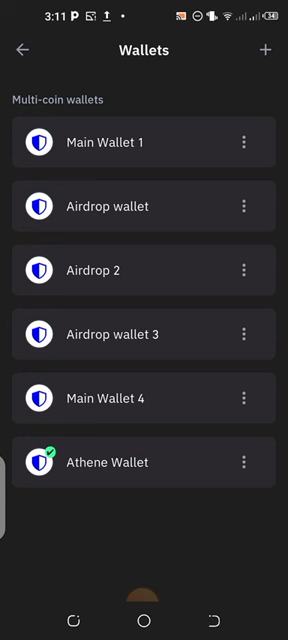 3:11 P
34
Wallets
Multi-coin wallets
Main Wallet 1
Airdrop wallet
Airdrop 2
Airdrop wallet 3
Main Wallet 4
Athene Wallet